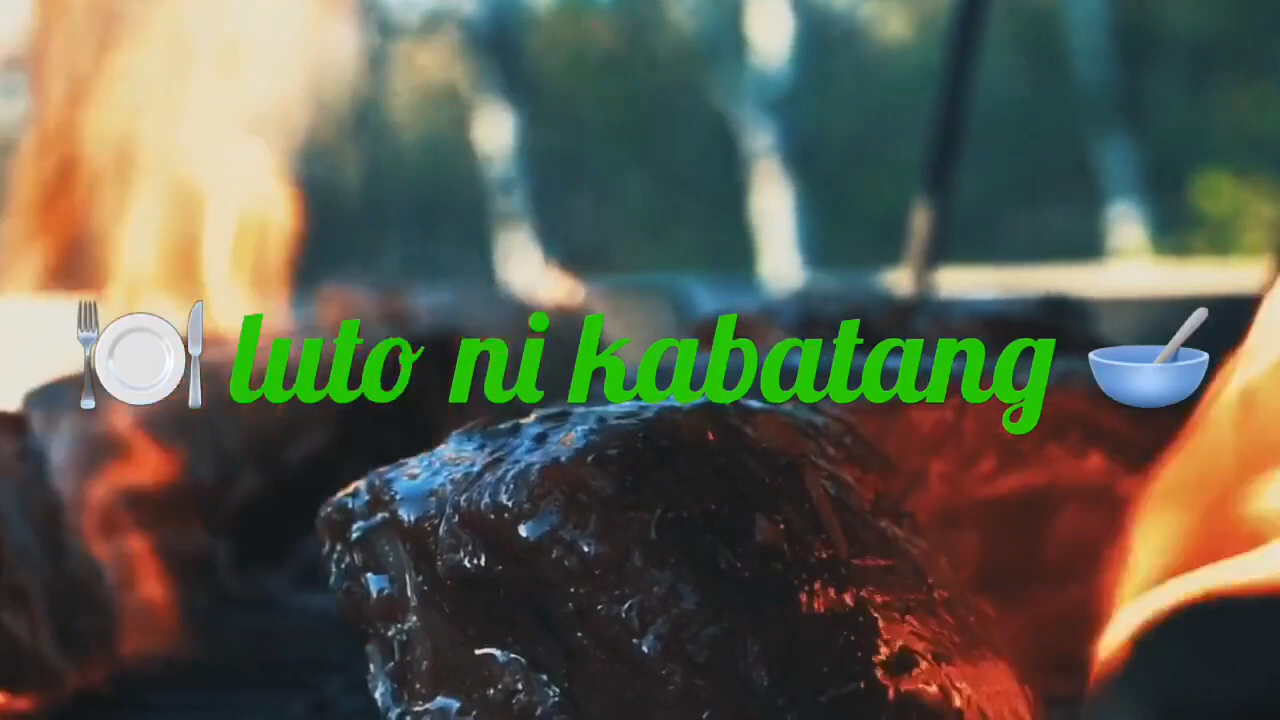 🍽 luto ni kabatang 🥣